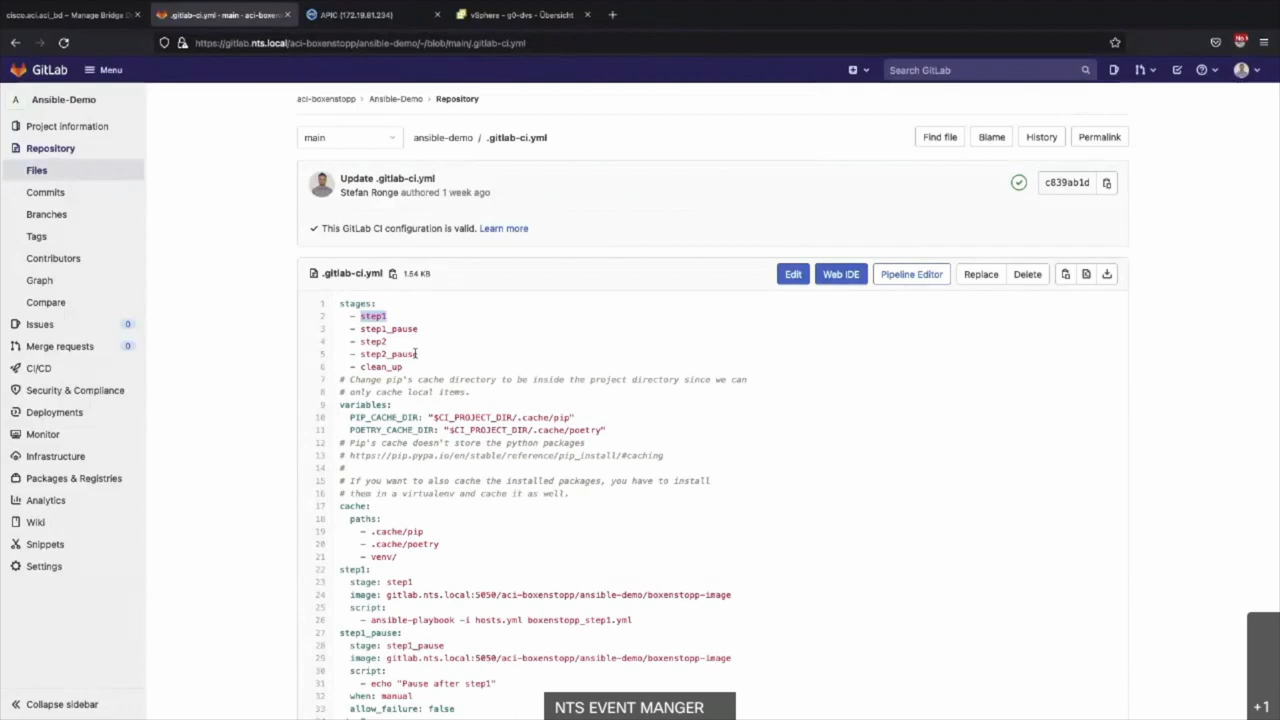 cisco.aci.aci_bd – Manage Bridge D
.gitlab-ci.yml · main · aci-boxen
APIC (172.19.61.234)
vSphere – g0-dvs – Übersicht
https://gitlab.nts.local/aci-boxenstopp/ansible-demo/-/blob/main/.gitlab-ci.yml
GitLab
Menu
Search GitLab
A
Ansible-Demo
Project information
Repository
Files
Commits
Branches
Tags
Contributors
Graph
Compare
Issues
0
Merge requests
0
CI/CD
Security & Compliance
Deployments
Monitor
Infrastructure
Packages & Registries
Analytics
Wiki
Snippets
Settings
Collapse sidebar
aci-boxenstopp
Ansible-Demo
Repository
main
ansible-demo / .gitlab-ci.yml
Find file
Blame
History
Permalink
Update .gitlab-ci.yml
Stefan Ronge authored 1 week ago
c839ab1d
This GitLab CI configuration is valid. Learn more
.gitlab-ci.yml
1.54 KB
Edit
Web IDE
Pipeline Editor
Replace
Delete
1 stages:
2 - step1
3 - step1_pause
4 - step2
5 - step2_pause
6 - clean_up
7 # Change pip's cache directory to be inside the project directory since we can
8 # only cache local items.
9 variables:
10 PIP_CACHE_DIR: "$CI_PROJECT_DIR/.cache/pip"
11 POETRY_CACHE_DIR: "$CI_PROJECT_DIR/.cache/poetry"
12 # Pip's cache doesn't store the python packages
13 # https://pip.pypa.io/en/stable/reference/pip_install/#caching
14 #
15 # If you want to also cache the installed packages, you have to install
16 # them in a virtualenv and cache it as well.
17 cache:
18 paths:
19 - .cache/pip
20 - .cache/poetry
21 - venv/
22 step1:
23 stage: step1
24 image: gitlab.nts.local:5050/aci-boxenstopp/ansible-demo/boxenstopp-image
25 script:
26 - ansible-playbook -i hosts.yml boxenstopp_step1.yml
27 step1_pause:
28 stage: step1_pause
29 image: gitlab.nts.local:5050/aci-boxenstopp/ansible-demo/boxenstopp-image
30 script:
31 - echo "Pause after step1"
32 when: manual
33 allow_failure: false
NTS EVENT MANGER
+1